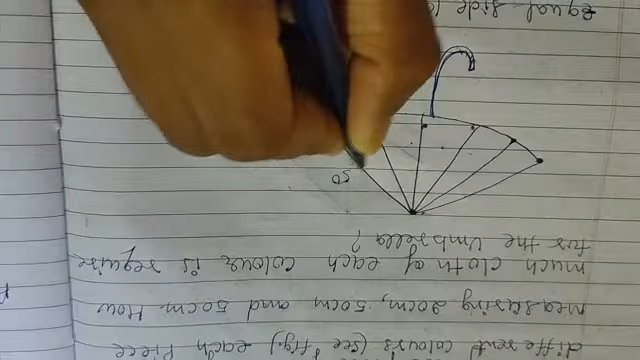 different colours (see fig.) each Piece
measuring 20cm, 50cm and 50cm. How
much cloth of each colour is require
for the Umbrella?
50
equal side